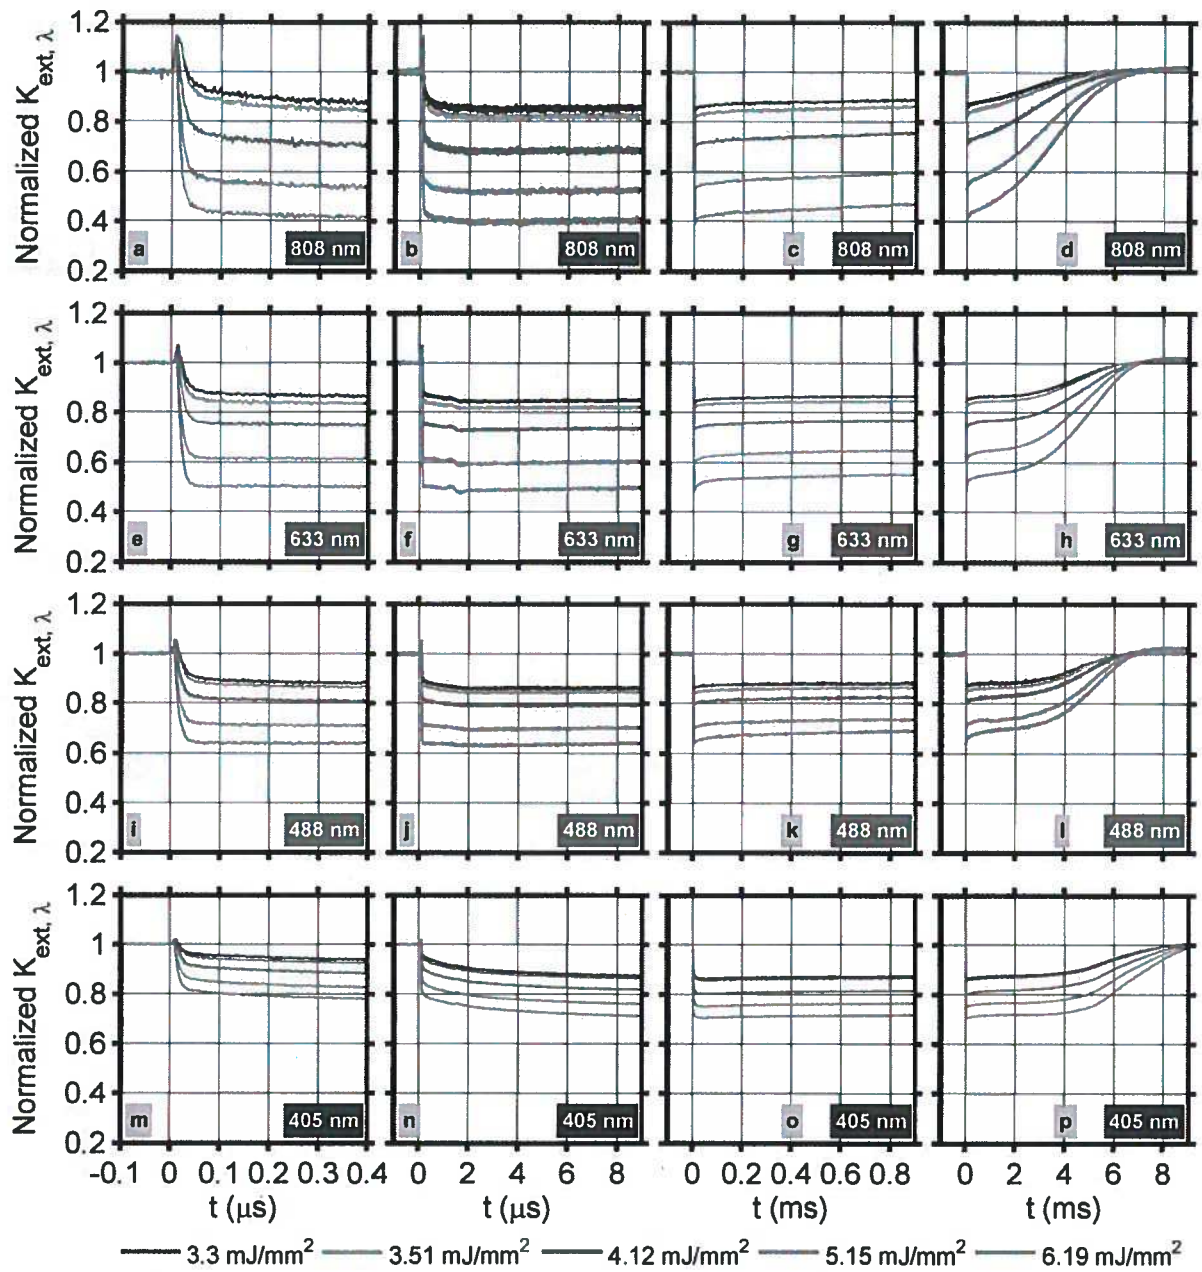 1.2
1
0.8
0.6
0.4
0.2
Normalized K_ext, λ
a 808 nm
b 808 nm
c 808 nm
d 808 nm
1.2
1
0.8
0.6
0.4
0.2
Normalized K_ext, λ
e 633 nm
f 633 nm
g 633 nm
h 633 nm
1.2
1
0.8
0.6
0.4
0.2
Normalized K_ext, λ
i 488 nm
j 488 nm
k 488 nm
l 488 nm
1.2
1
0.8
0.6
0.4
0.2
Normalized K_ext, λ
m 405 nm
n 405 nm
o 405 nm
p 405 nm
-0.1 0 0.1 0.2 0.3 0.4 0 2 4 6 8 0 0.2 0.4 0.6 0.8 0 2 4 6 8
t (μs) t (μs) t (ms) t (ms)
3.3 mJ/mm² 3.51 mJ/mm² 4.12 mJ/mm² 5.15 mJ/mm² 6.19 mJ/mm²